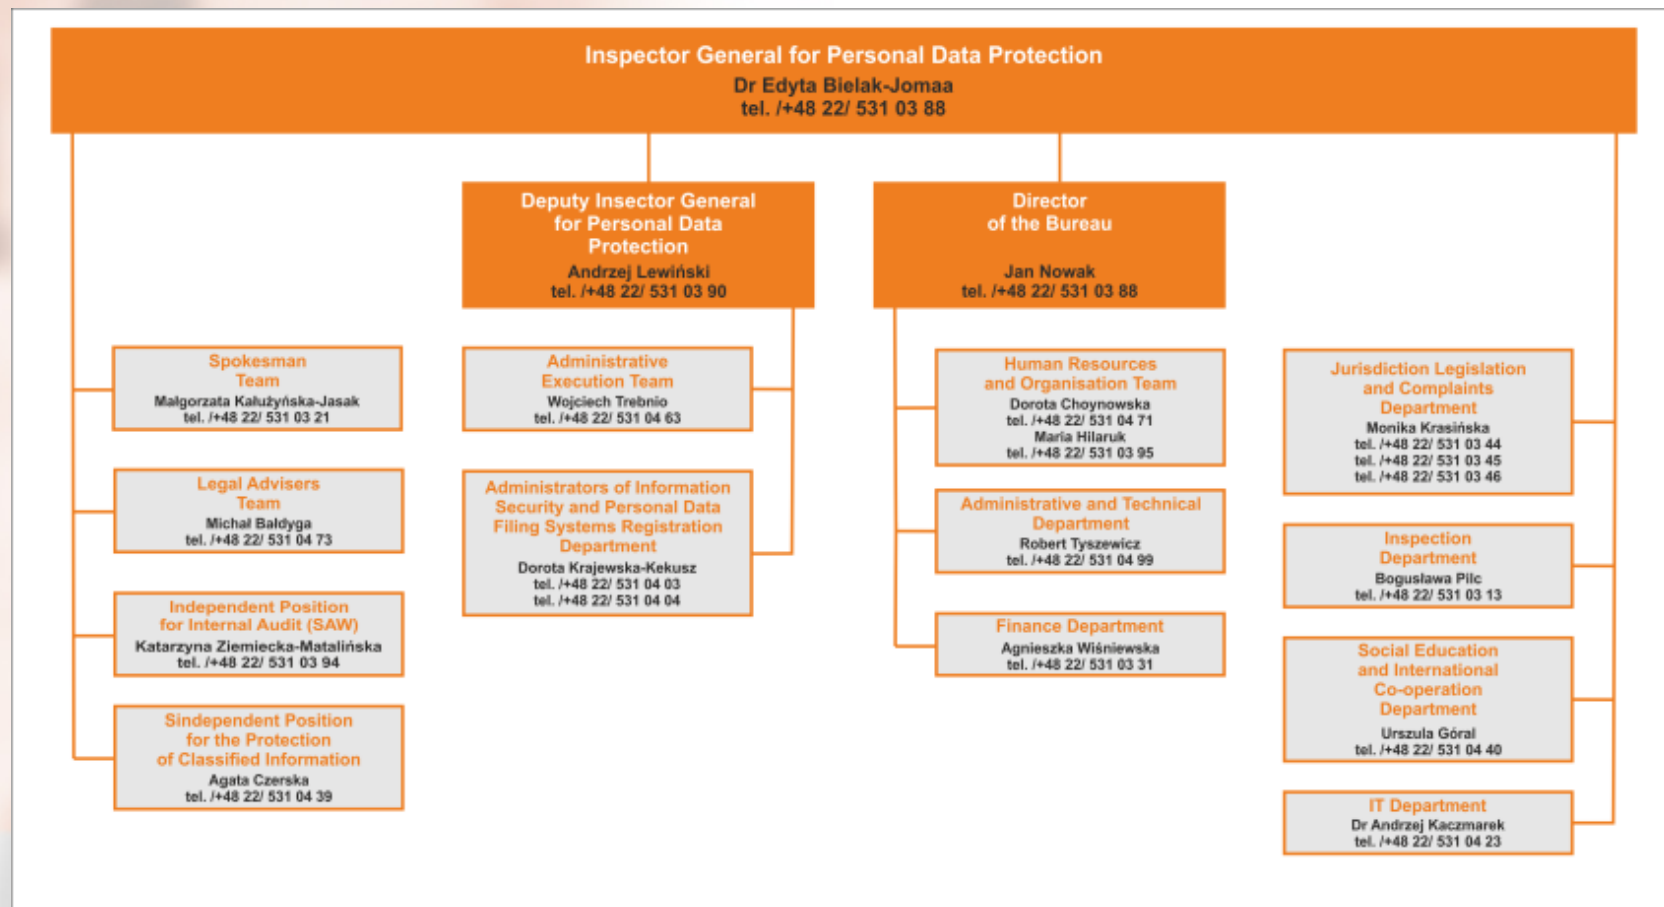 Inspector General for Personal Data Protection
Dr Edyta Bielak-Jomaa
tel. /+48 22/ 531 03 88
Deputy Insector General
for Personal Data
Protection
Andrzej Lewiński
tel. /+48 22/ 531 03 90
Director
of the Bureau
Jan Nowak
tel. /+48 22/ 531 03 88
Spokesman
Team
Małgorzata Kałużyńska-Jasak
tel. /+48 22/ 531 03 21
Legal Advisers
Team
Michał Bałdyga
tel. /+48 22/ 531 04 73
Independent Position
for Internal Audit (SAW)
Katarzyna Ziemiecka-Matalińska
tel. /+48 22/ 531 03 94
Sindependent Position
for the Protection
of Classified Information
Agata Czerska
tel. /+48 22/ 531 04 39
Administrative
Execution Team
Wojciech Trebnio
tel. /+48 22/ 531 04 63
Administrators of Information
Security and Personal Data
Filing Systems Registration
Department
Dorota Krajewska-Kekusz
tel. /+48 22/ 531 04 03
tel. /+48 22/ 531 04 04
Human Resources
and Organisation Team
Dorota Choynowska
tel. /+48 22/ 531 04 71
Maria Hilaruk
tel. /+48 22/ 531 03 95
Administrative and Technical
Department
Robert Tyszewicz
tel. /+48 22/ 531 04 99
Finance Department
Agnieszka Wiśniewska
tel. /+48 22/ 531 03 31
Jurisdiction Legislation
and Complaints
Department
Monika Krasińska
tel. /+48 22/ 531 03 44
tel. /+48 22/ 531 03 45
tel. /+48 22/ 531 03 46
Inspection
Department
Bogusława Pilc
tel. /+48 22/ 531 03 13
Social Education
and International
Co-operation
Department
Urszula Góral
tel. /+48 22/ 531 04 40
IT Department
Dr Andrzej Kaczmarek
tel. /+48 22/ 531 04 23